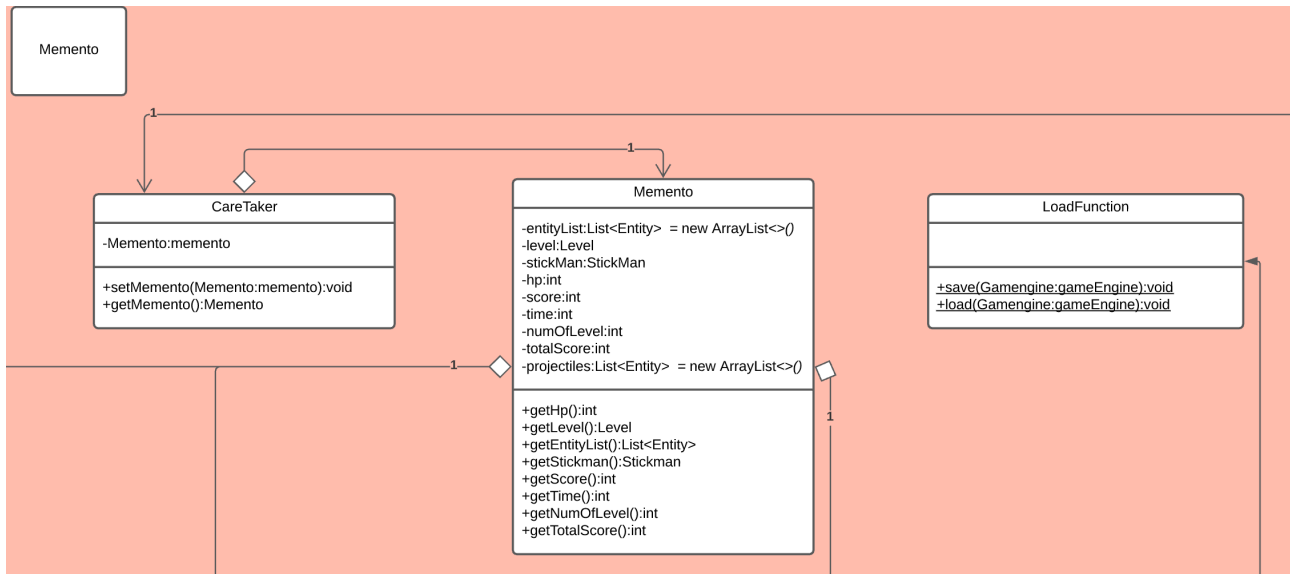 Memento
1
1
CareTaker
-Memento:memento
+setMemento(Memento:memento):void
+getMemento():Memento
Memento
-entityList:List<Entity>  = new ArrayList<>()
-level:Level
-stickMan:StickMan
-hp:int
-score:int
-time:int
-numOfLevel:int
-totalScore:int
-projectiles:List<Entity>  = new ArrayList<>()
+getHp():int
+getLevel():Level
+getEntityList():List<Entity>
+getStickman():Stickman
+getScore():int
+getTime():int
+getNumOfLevel():int
+getTotalScore():int
LoadFunction
+save(Gamengine:gameEngine):void
+load(Gamengine:gameEngine):void
1
1